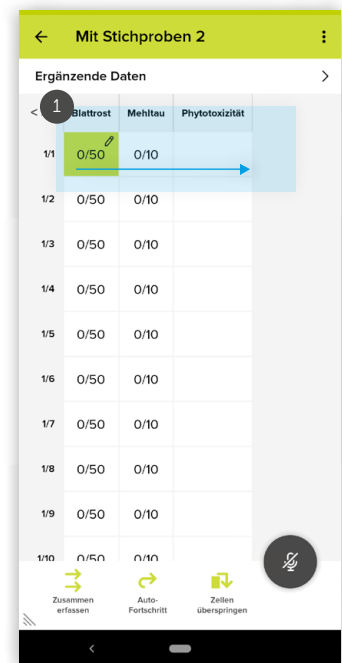 Mit Stichproben 2
Ergänzende Daten
< 1 Blattrost Mehltau Phytotoxizität
1/1 0/50 0/10
1/2 0/50 0/10
1/3 0/50 0/10
1/4 0/50 0/10
1/5 0/50 0/10
1/6 0/50 0/10
1/7 0/50 0/10
1/8 0/50 0/10
1/9 0/50 0/10
1/10 0/50 0/10
Zusammen erfassen
Auto-Fortschritt
Zellen überspringen